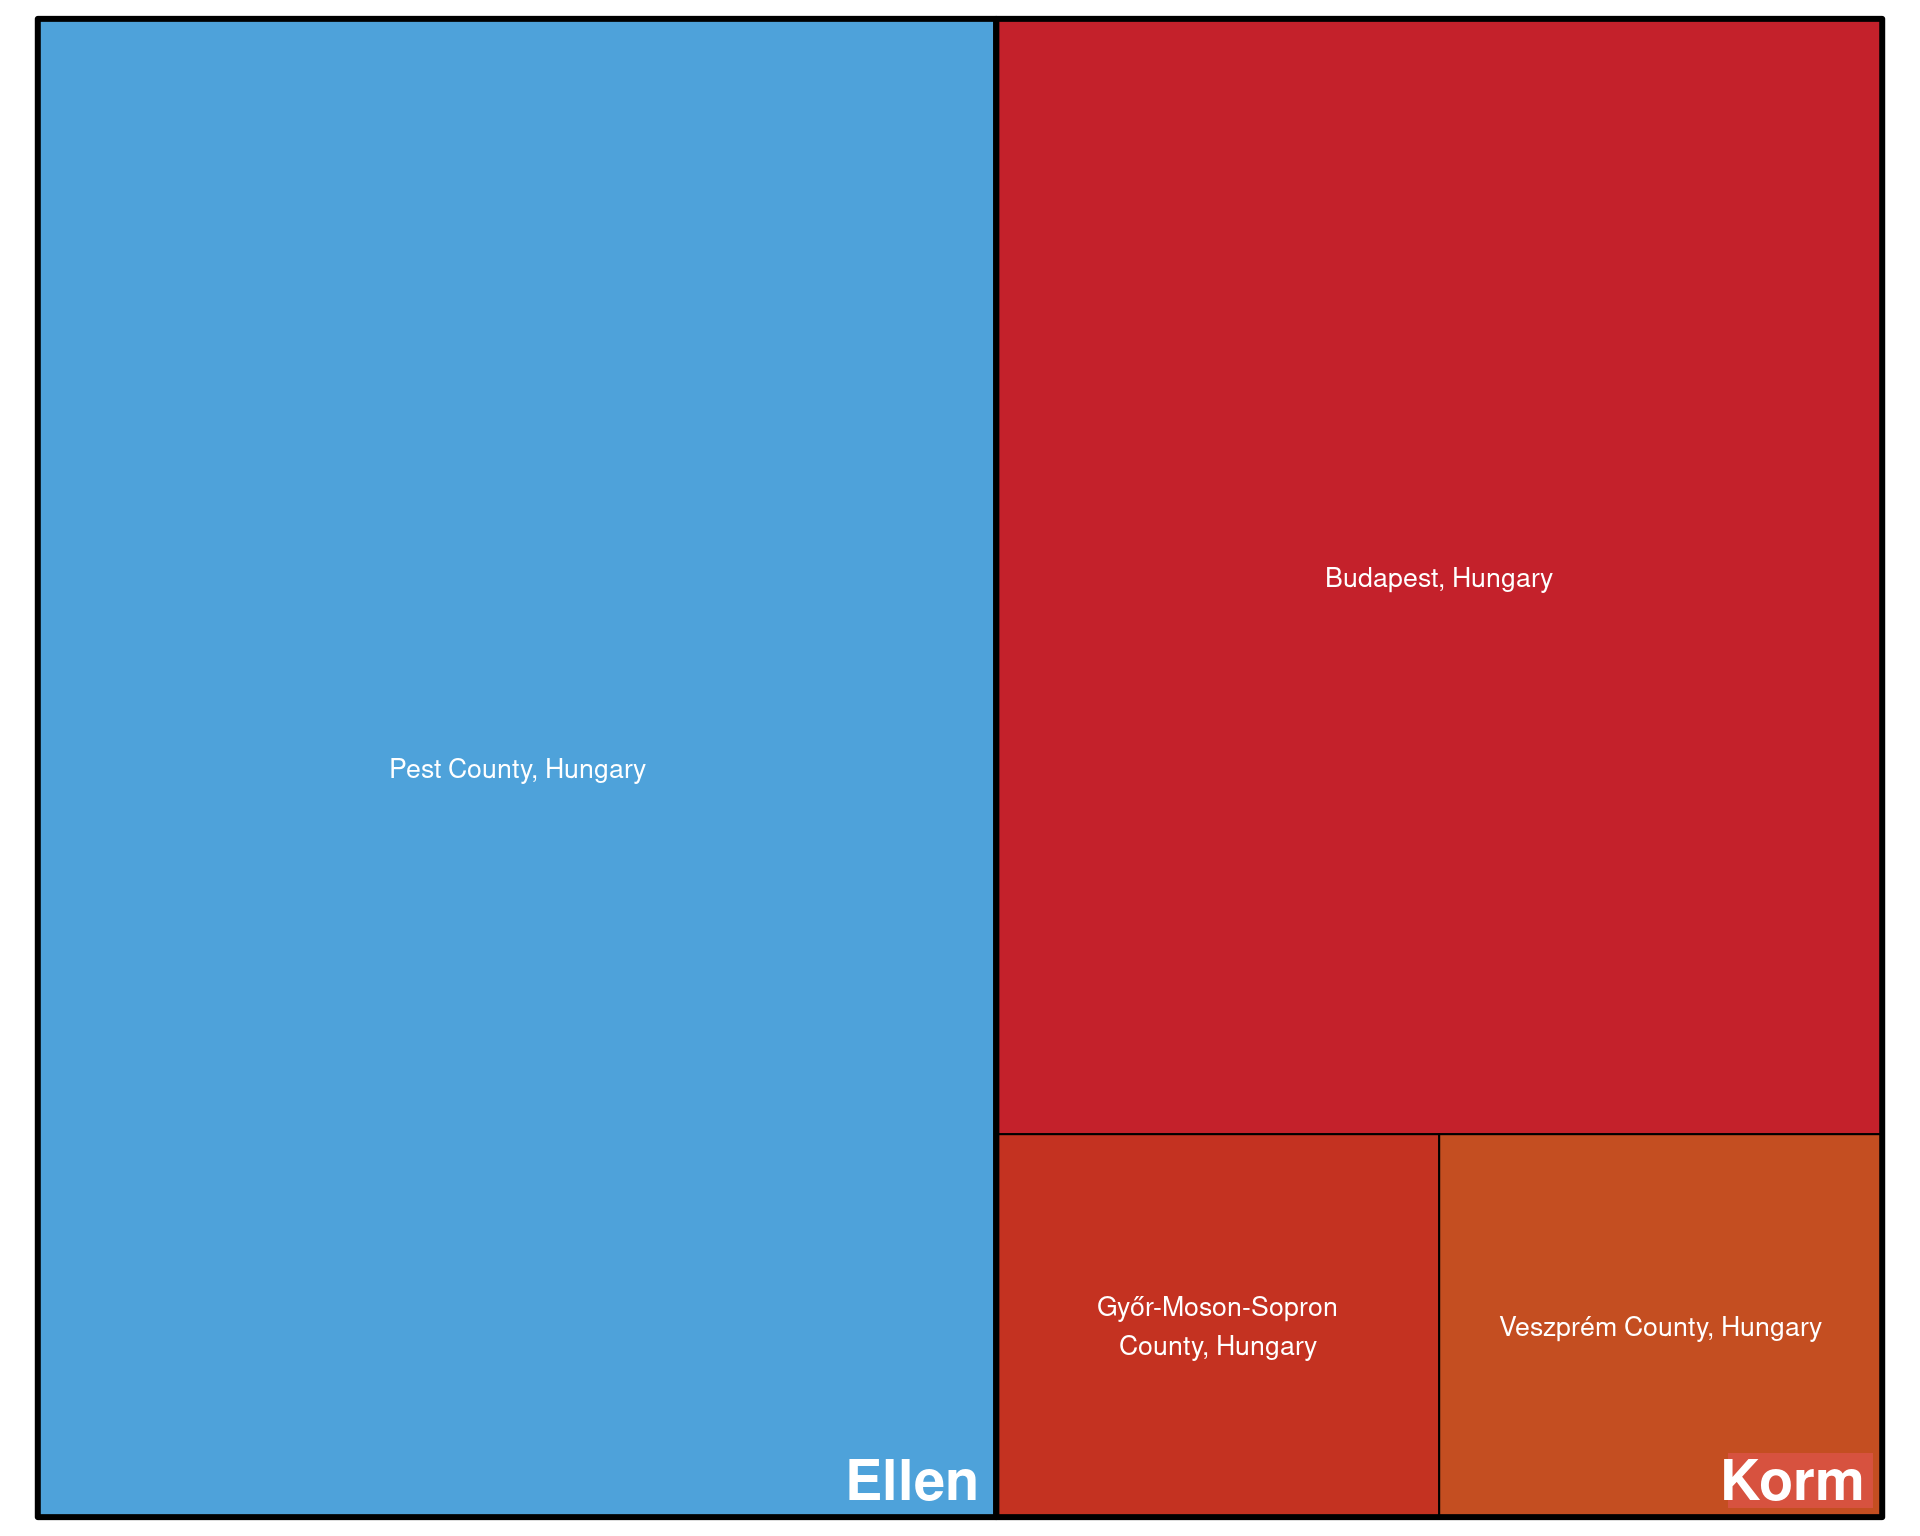 Pest County, Hungary
Ellen
Budapest, Hungary
Győr-Moson-Sopron
County, Hungary
Veszprém County, Hungary
Korm